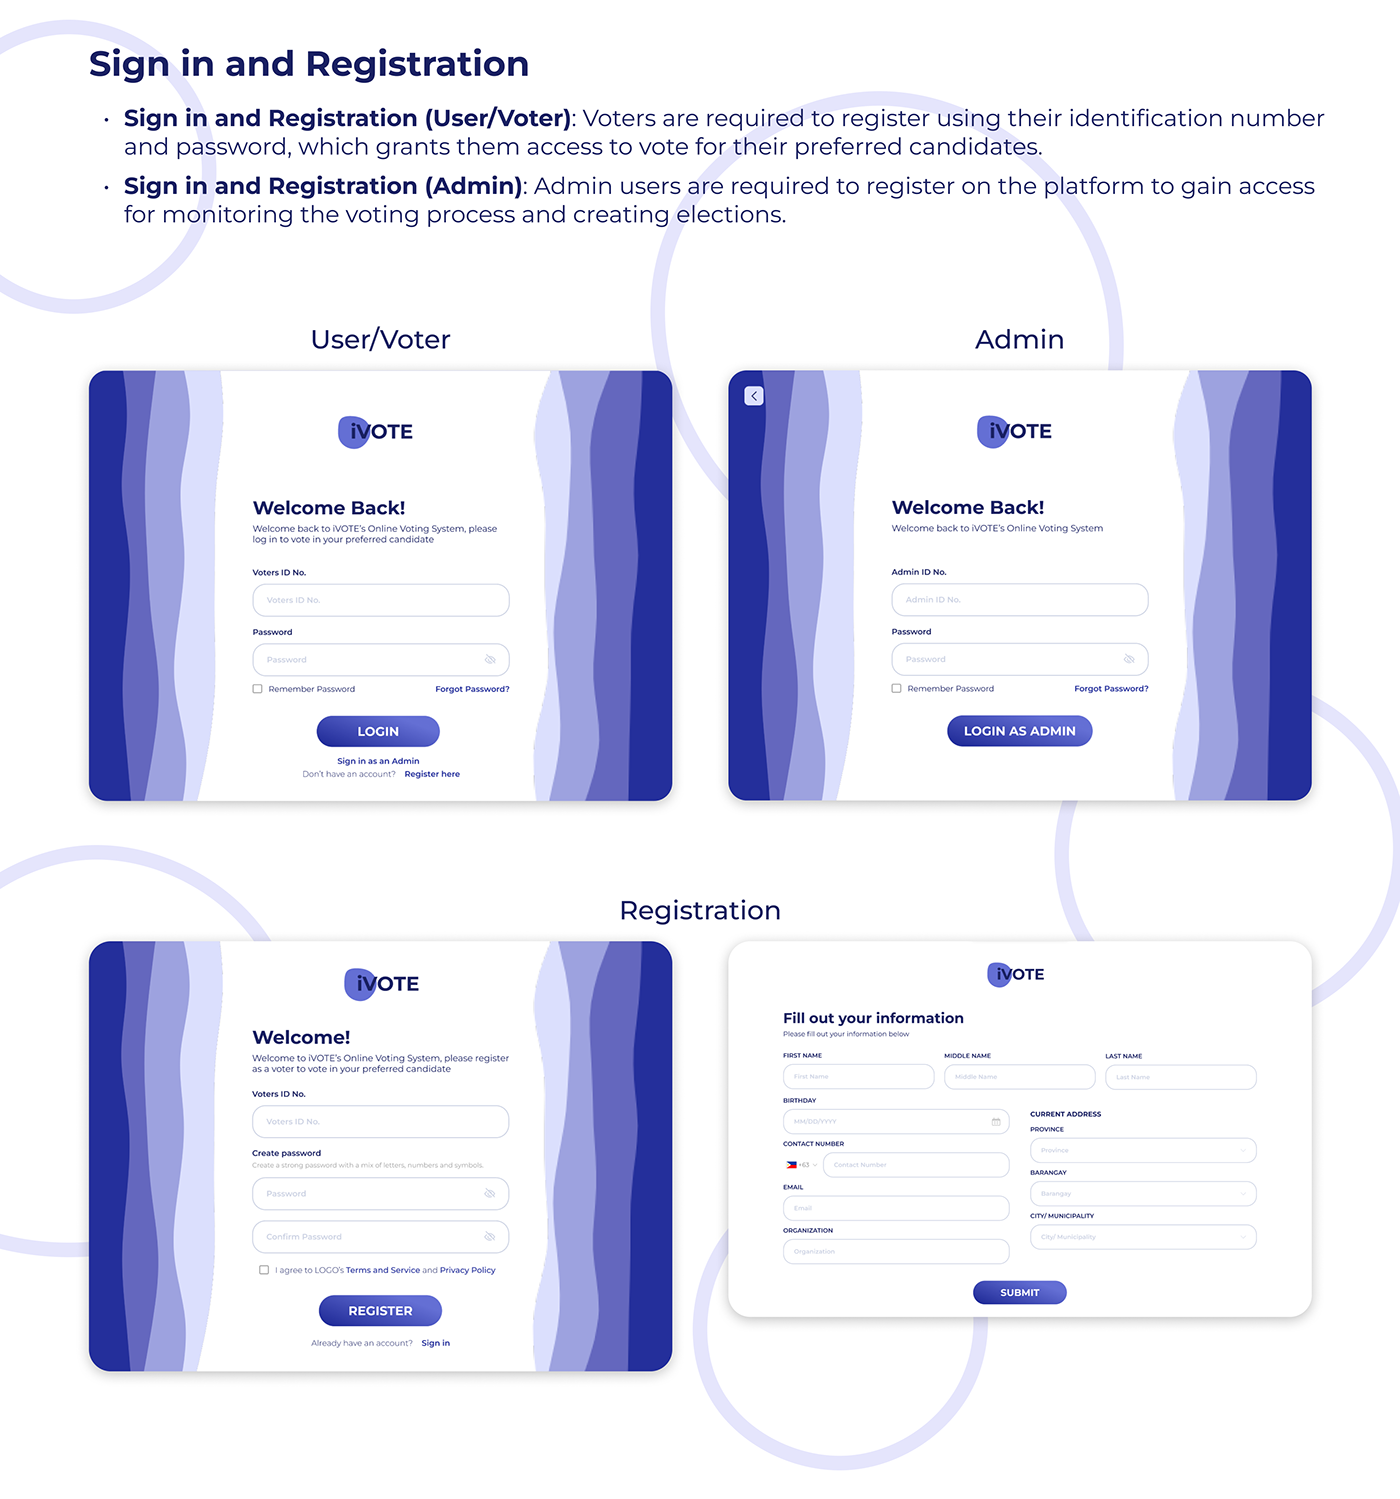 Sign in and Registration
• Sign in and Registration (User/Voter): Voters are required to register using their identification number
and password, which grants them access to vote for their preferred candidates.
• Sign in and Registration (Admin): Admin users are required to register on the platform to gain access
for monitoring the voting process and creating elections.
User/Voter
iVOTE
Welcome Back!
Welcome back to iVOTE's Online Voting System, please
log in to vote in your preferred candidate
Voters ID No.
Voters ID No.
Password
Password
Remember Password Forgot Password?
LOGIN
Sign in as an Admin
Don't have an account? Register here
Admin
iVOTE
Welcome Back!
Welcome back to iVOTE's Online Voting System
Admin ID No.
Admin ID No.
Password
Password
Remember Password Forgot Password?
LOGIN AS ADMIN
Registration
iVOTE
Welcome!
Welcome to iVOTE's Online Voting System, please register
as a voter to vote in your preferred candidate
Voters ID No.
Voters ID No.
Create password
Create a strong password with a mix of letters, numbers and symbols.
Password
Confirm Password
I agree to LOGO's Terms and Service and Privacy Policy
REGISTER
Already have an account? Sign in
iVOTE
Fill out your information
Please fill out your information below
FIRST NAME MIDDLE NAME LAST NAME
First Name Middle Name Last Name
BIRTHDAY
MM/DD/YYYY
CONTACT NUMBER
+63 Contact Number
EMAIL
Email
ORGANIZATION
Organization
CURRENT ADDRESS
PROVINCE
Province
BARANGAY
Barangay
CITY/ MUNICIPALITY
City/ Municipality
SUBMIT